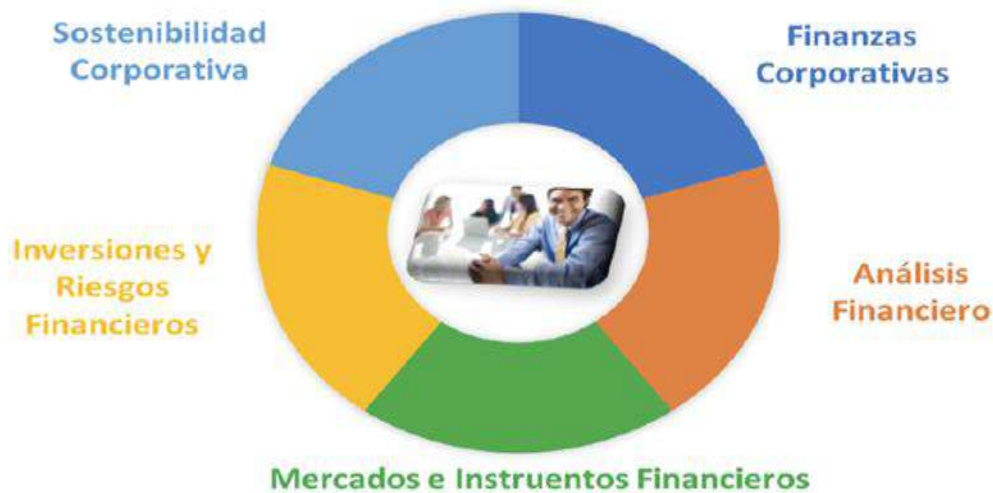 Sostenibilidad
Corporativa
Finanzas
Corporativas
Inversiones y
Riesgos
Financieros
Análisis
Financiero
Mercados e Instruentos Financieros